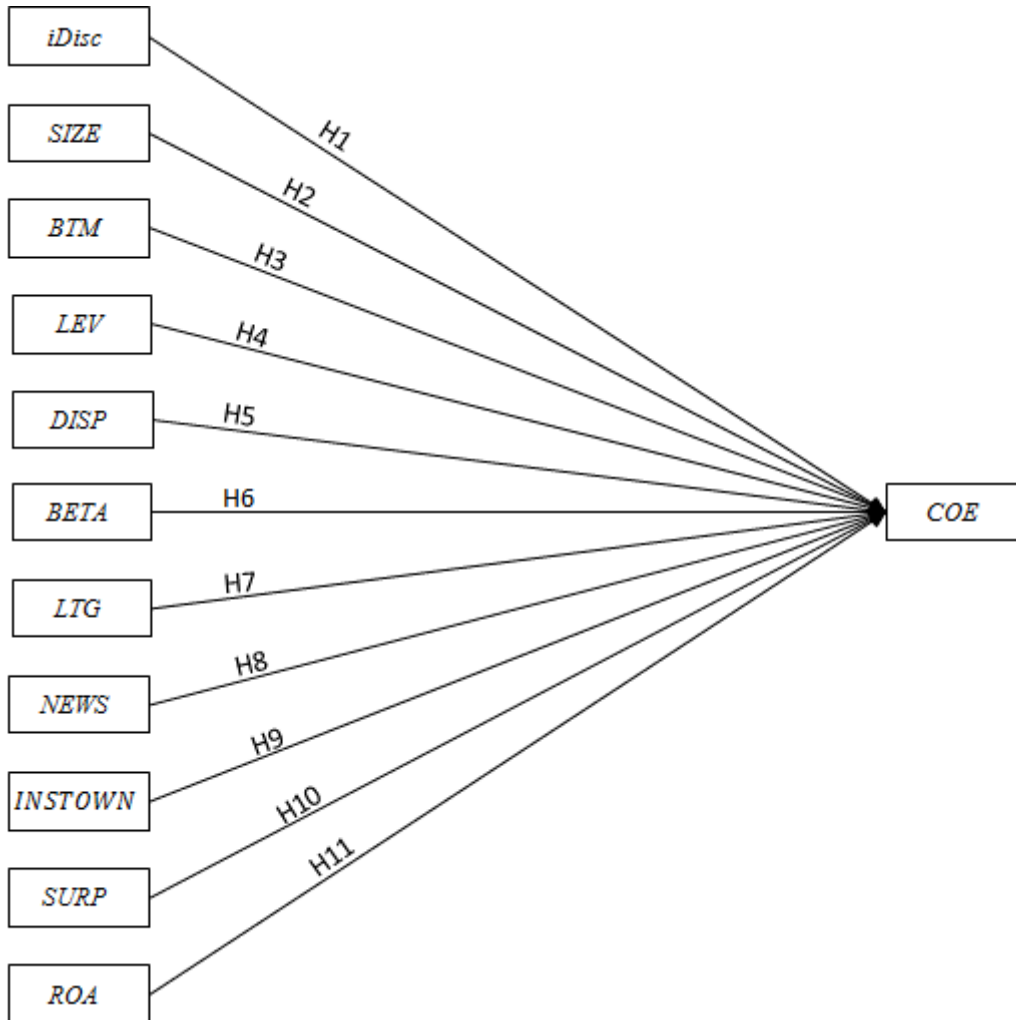 iDisc
H1
SIZE
H2
BTM
H3
LEV
H4
DISP
H5
BETA
H6
COE
LTG
H7
NEWS
H8
INSTOWN
H9
SURP
H10
ROA
H11